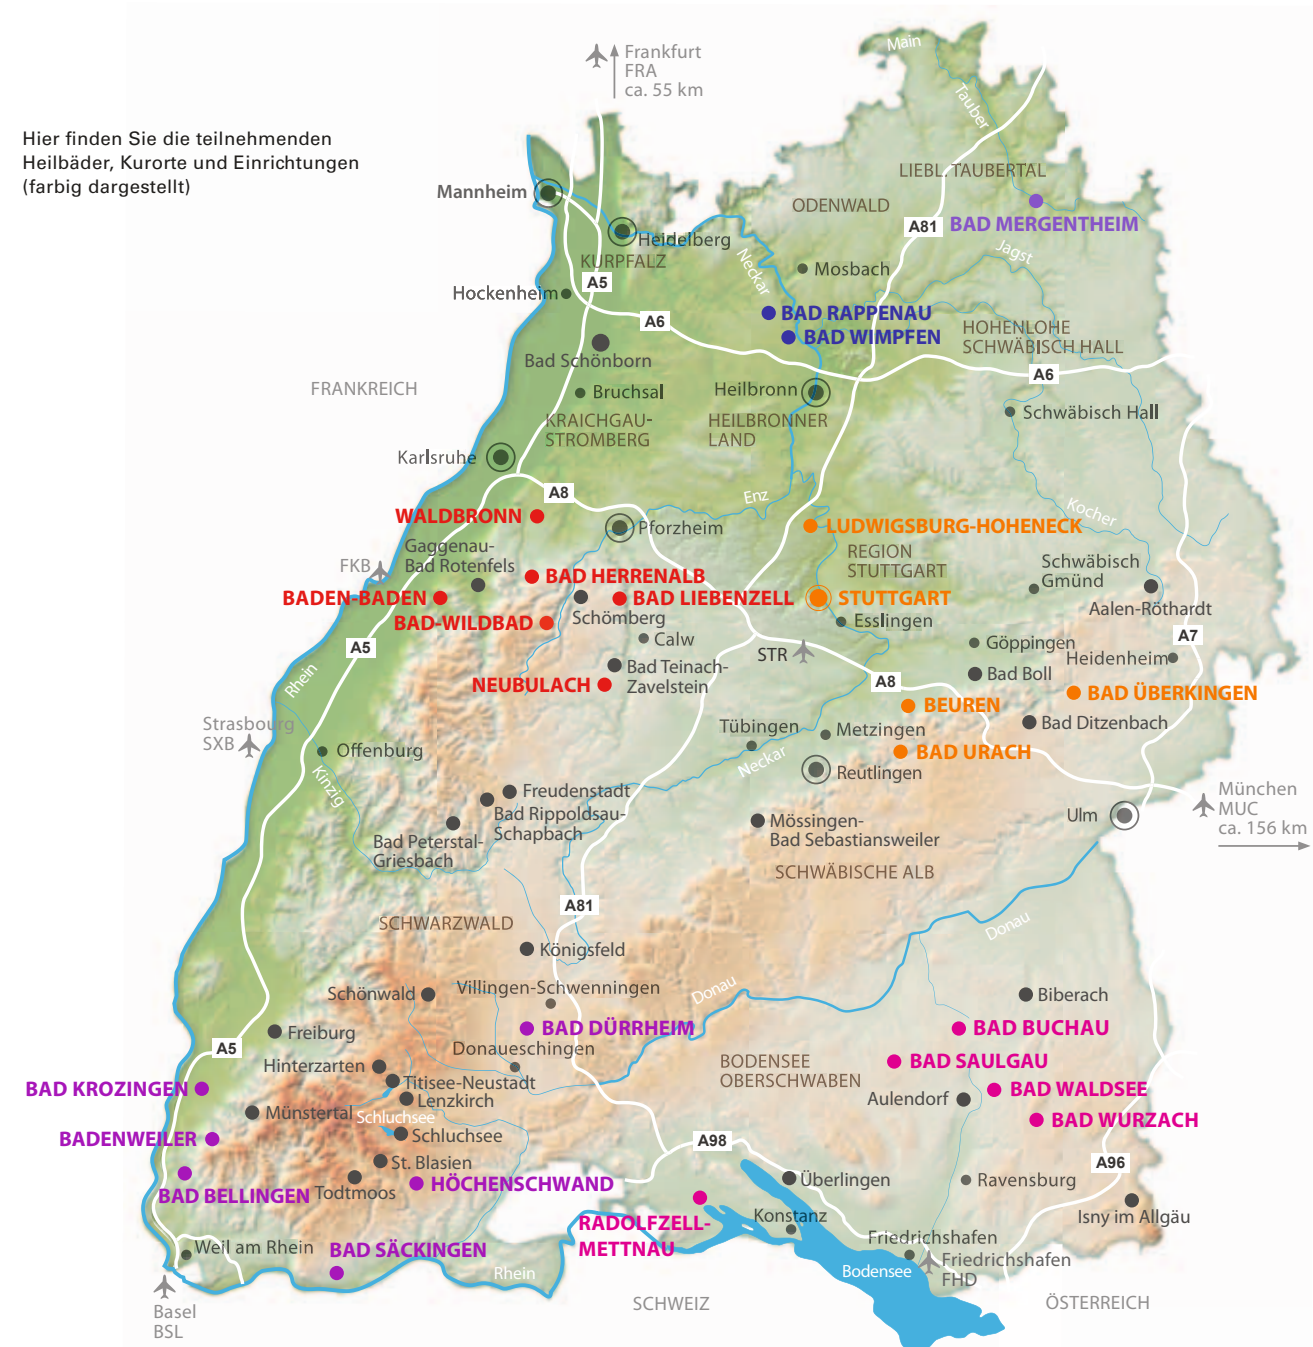 Frankfurt
FRA
ca. 55 km
Hier finden Sie die teilnehmenden
Heilbäder, Kurorte und Einrichtungen
(farbig dargestellt)
Main
Tauber
LIEBL. TAUBERTAL
Mannheim
ODENWALD
A81
BAD MERGENTHEIM
Heidelberg
KURPFALZ
Neckar
Jagst
Mosbach
A5
Hockenheim
A6
BAD RAPPENAU
BAD WIMPFEN
HOHENLOHE
SCHWÄBISCH HALL
Bad Schönborn
A6
FRANKREICH
Bruchsal
Heilbronn
Schwäbisch Hall
KRAICHGAU-
STROMBERG
HEILBRONNER
LAND
Karlsruhe
A8
Enz
Kocher
WALDBRONN
Pforzheim
LUDWIGSBURG-HOHENECK
Gaggenau-
Bad Rotenfels
REGION
STUTTGART
Schwäbisch
Gmünd
FKB
BAD HERRENALB
BADEN-BADEN
BAD LIEBENZELL
STUTTGART
Aalen-Röthardt
BAD-WILDBAD
Schömberg
Esslingen
A5
Calw
STR
Göppingen
A7
Heidenheim
Bad Teinach-
Zavelstein
Bad Boll
Rhein
NEUBULACH
A8
BAD ÜBERKINGEN
BEUREN
Strasbourg
SXB
Tübingen
Metzingen
Bad Ditzenbach
Offenburg
Neckar
BAD URACH
Kinzig
Reutlingen
Freudenstadt
München
MUC
ca. 156 km
Bad Rippoldsau-
Schapbach
Mössingen-
Bad Sebastiansweiler
Ulm
Bad Peterstal-
Griesbach
SCHWÄBISCHE ALB
A81
SCHWARZWALD
Donau
Königsfeld
Villingen-Schwenningen
Donau
Schönwald
Biberach
Freiburg
BAD DÜRRHEIM
BAD BUCHAU
A5
Donaueschingen
BODENSEE
OBERSCHWABEN
BAD SAULGAU
Hinterzarten
Titisee-Neustadt
BAD KROZINGEN
Lenzkirch
Aulendorf
BAD WALDSEE
Münstertal
Schluchsee
BAD WURZACH
BADENWEILER
Schluchsee
A98
St. Blasien
A96
BAD BELLINGEN
Todtmoos
HÖCHENSCHWAND
Überlingen
Ravensburg
RADOLFZELL-
METTNAU
Konstanz
Isny im Allgäu
Weil am Rhein
BAD SÄCKINGEN
Friedrichshafen
Rhein
Bodensee
Friedrichshafen
FHD
Basel
BSL
SCHWEIZ
ÖSTERREICH